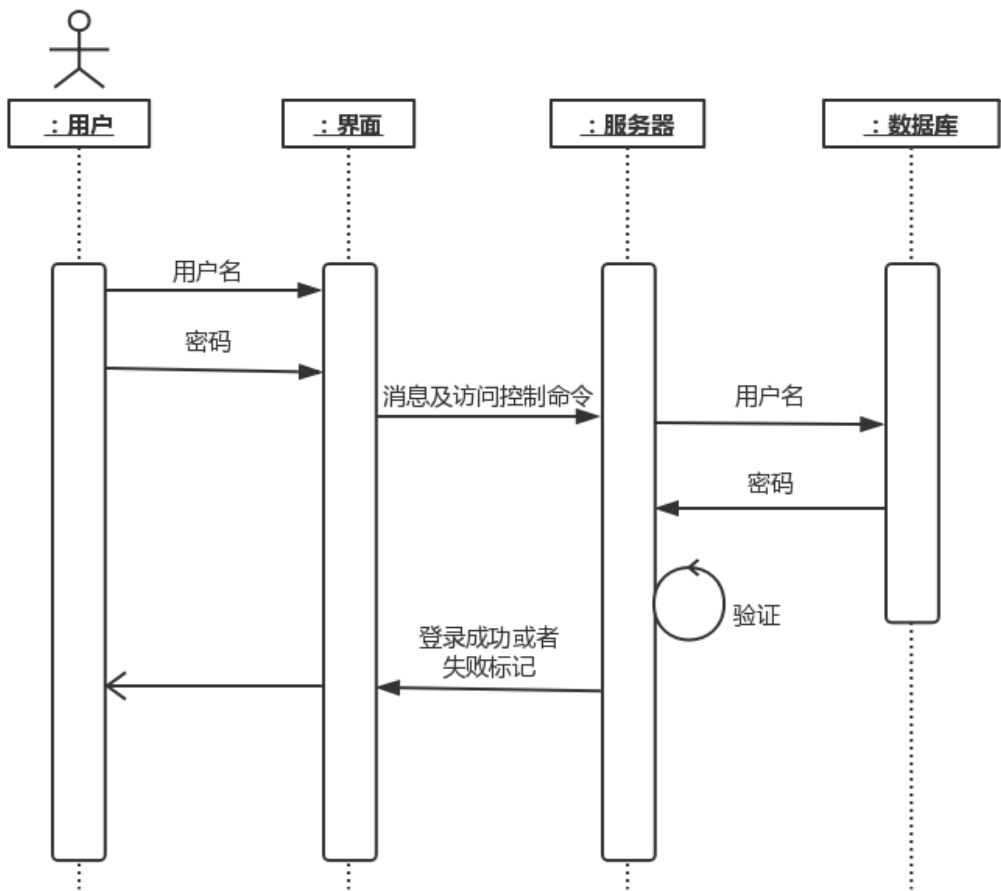 ：用户
：界面
：服务器
：数据库
用户名
密码
消息及访问控制命令
用户名
密码
验证
登录成功或者
失败标记